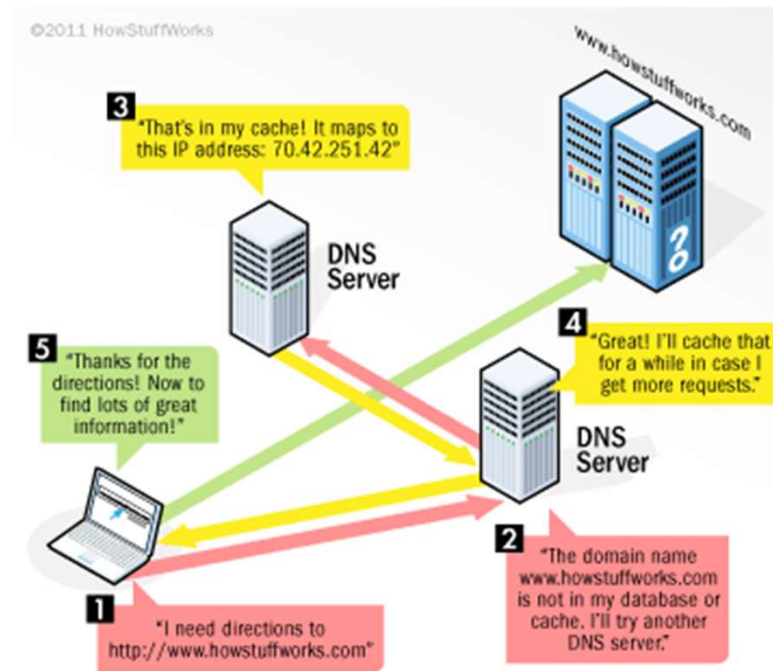 ©2011 HowStuffWorks
www.howstuffworks.com
3
"That's in my cache! It maps to
this IP address: 70.42.251.42"
DNS
Server
4
"Great! I'll cache that
for a while in case I
get more requests."
5
"Thanks for the
directions! Now to
find lots of great
information!"
DNS
Server
2
"The domain name
www.howstuffworks.com
is not in my database or
cache. I'll try another
DNS server."
1
"I need directions to
http://www.howstuffworks.com"